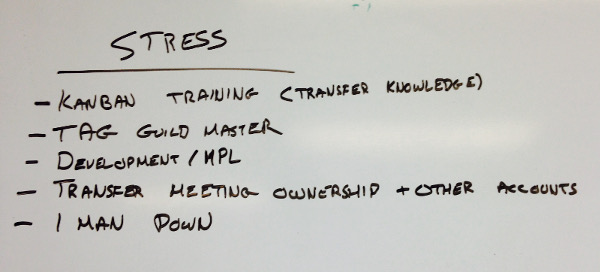 STRESS
- KANBAN TRAINING (TRANSFER KNOWLEDGE)
- TAG GUILD MASTER
- DEVELOPMENT / MPL
- TRANSFER MEETING OWNERSHIP + OTHER ACCOUNTS
- 1 MAN DOWN